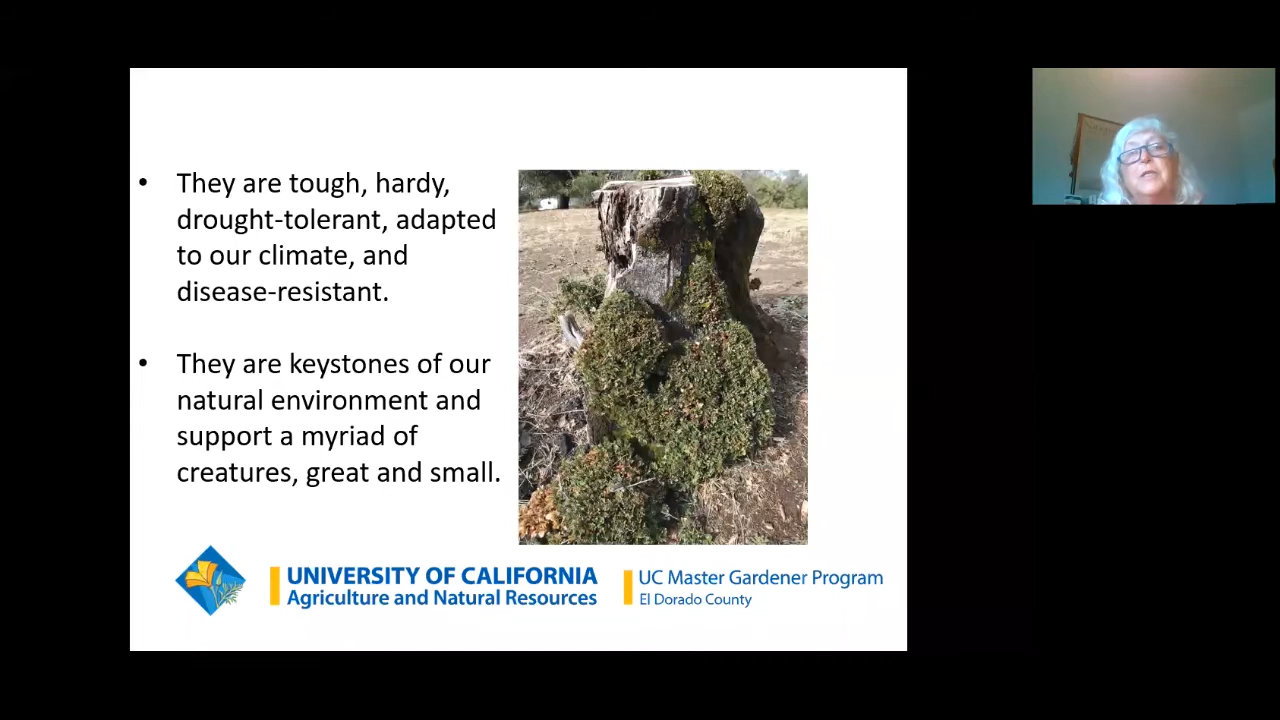 • They are tough, hardy,
drought-tolerant, adapted
to our climate, and
disease-resistant.
• They are keystones of our
natural environment and
support a myriad of
creatures, great and small.
UNIVERSITY OF CALIFORNIA
Agriculture and Natural Resources
UC Master Gardener Program
El Dorado County